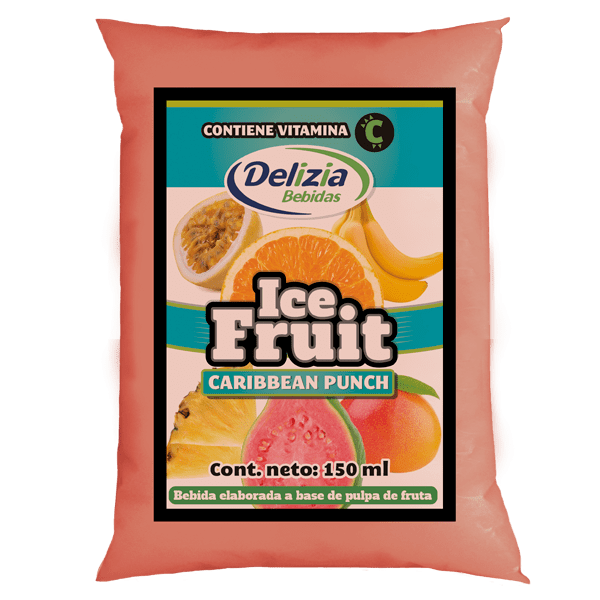 CONTIENE VITAMINA C
Delizia
Bebidas
Ice
Fruit
CARIBBEAN PUNCH
Cont. neto: 150 ml
Bebida elaborada a base de pulpa de fruta